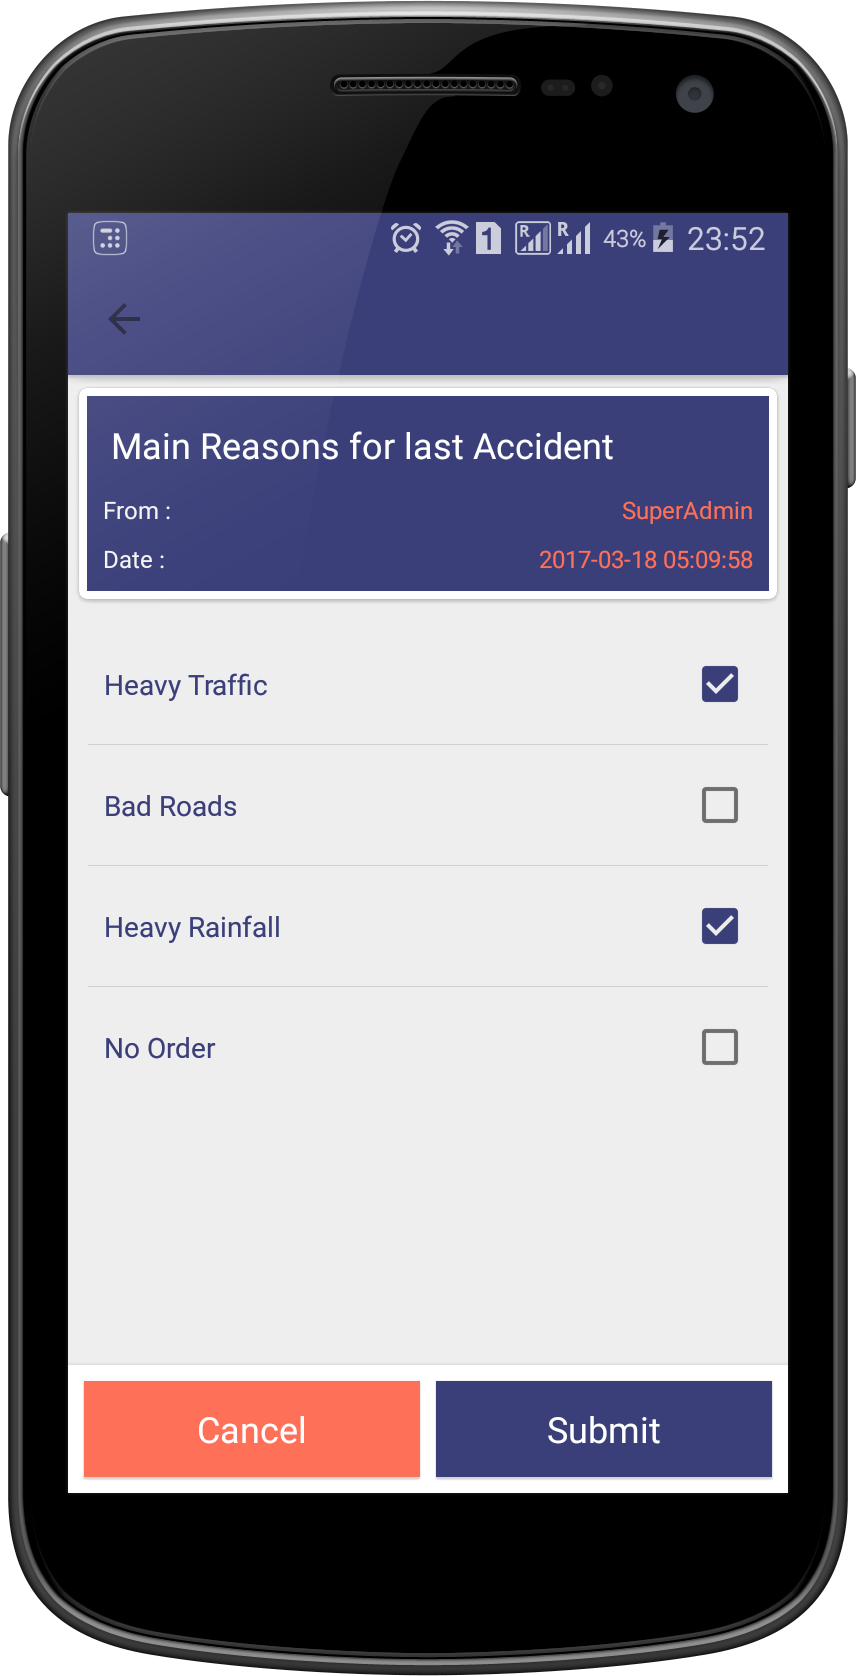 1 R R 43% 23:52
Main Reasons for last Accident
From : SuperAdmin
Date : 2017-03-18 05:09:58
Heavy Traffic
Bad Roads
Heavy Rainfall
No Order
Cancel Submit